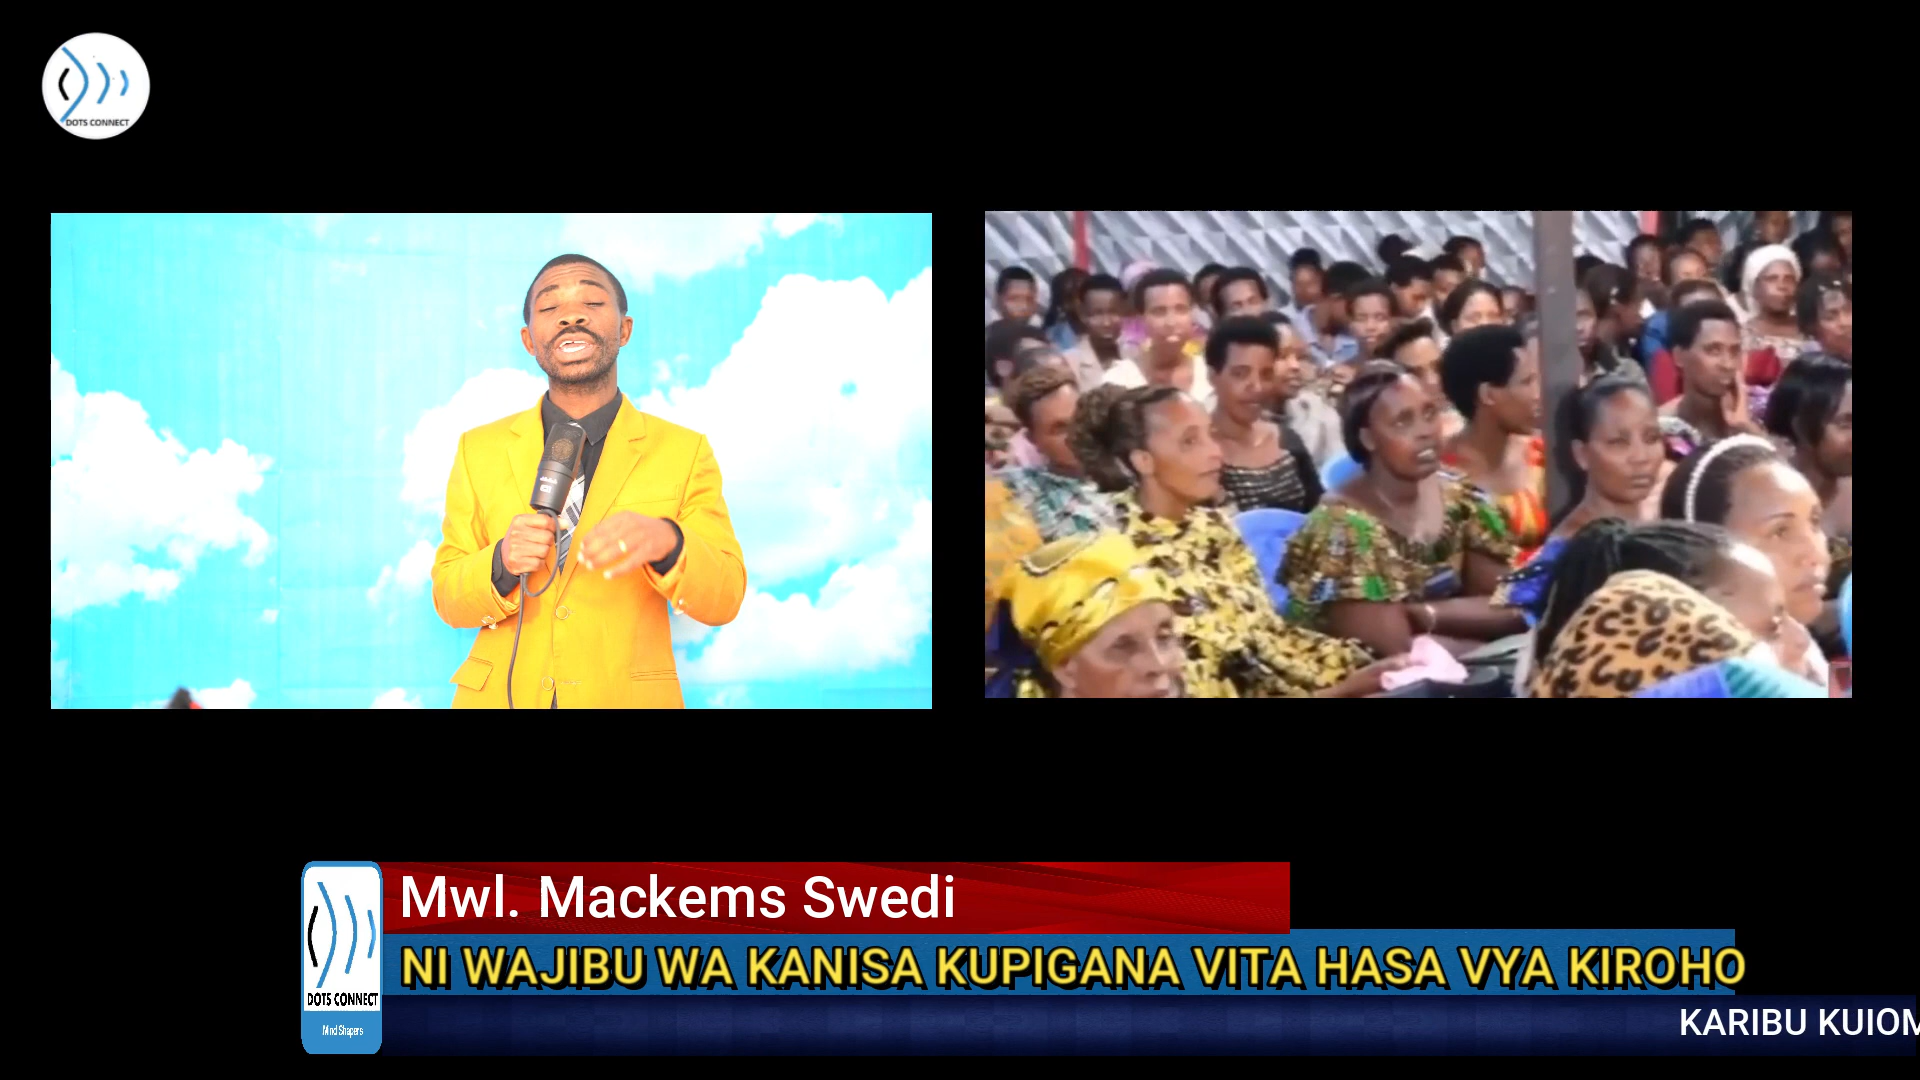 DOTS CONNECT
Mwl. Mackems Swedi
NI WAJIBU WA KANISA KUPIGANA VITA HASA VYA KIROHO
DOTS CONNECT
Mind Shapers
KARIBU